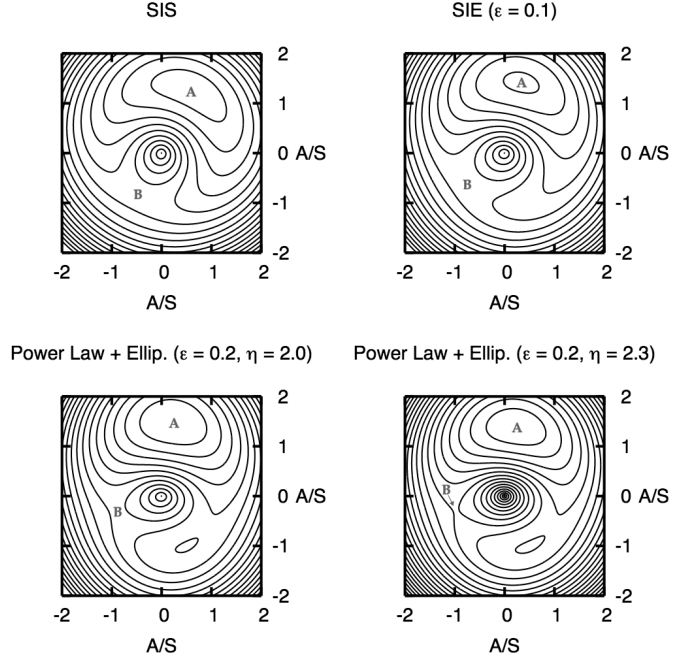 SIS
SIE (ε = 0.1)
2
A
1
0 A/S
B
-1
-2
-2 -1 0 1 2
A/S
2
A
1
0 A/S
B
-1
-2
-2 -1 0 1 2
A/S
Power Law + Ellip. (ε = 0.2, η = 2.0)
Power Law + Ellip. (ε = 0.2, η = 2.3)
2
A
1
0 A/S
B
-1
-2
-2 -1 0 1 2
A/S
2
A
1
B
0 A/S
-1
-2
-2 -1 0 1 2
A/S